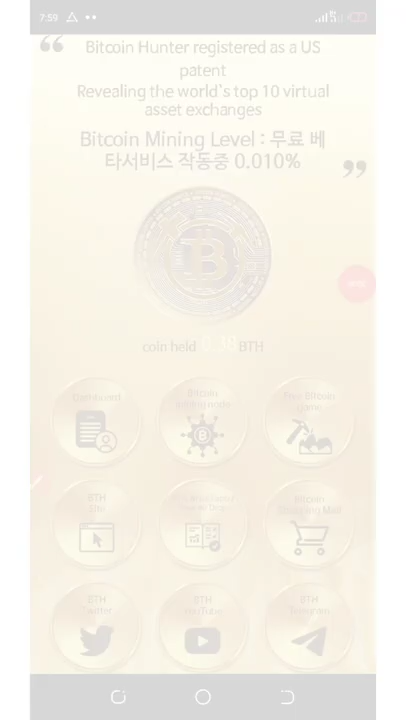 7:59
Bitcoin Hunter registered as a US
patent
Revealing the world's top 10 virtual
asset exchanges
Bitcoin Mining Level : 무료 베
타서비스 작동중 0.010%
coin held BTH
Dashboard
Bitcoin
mining node
Free Bitcoin
game
BTH
Bitcoin
Shopping Mall
BTH
Twitter
BTH
YouTube
BTH
Telegram